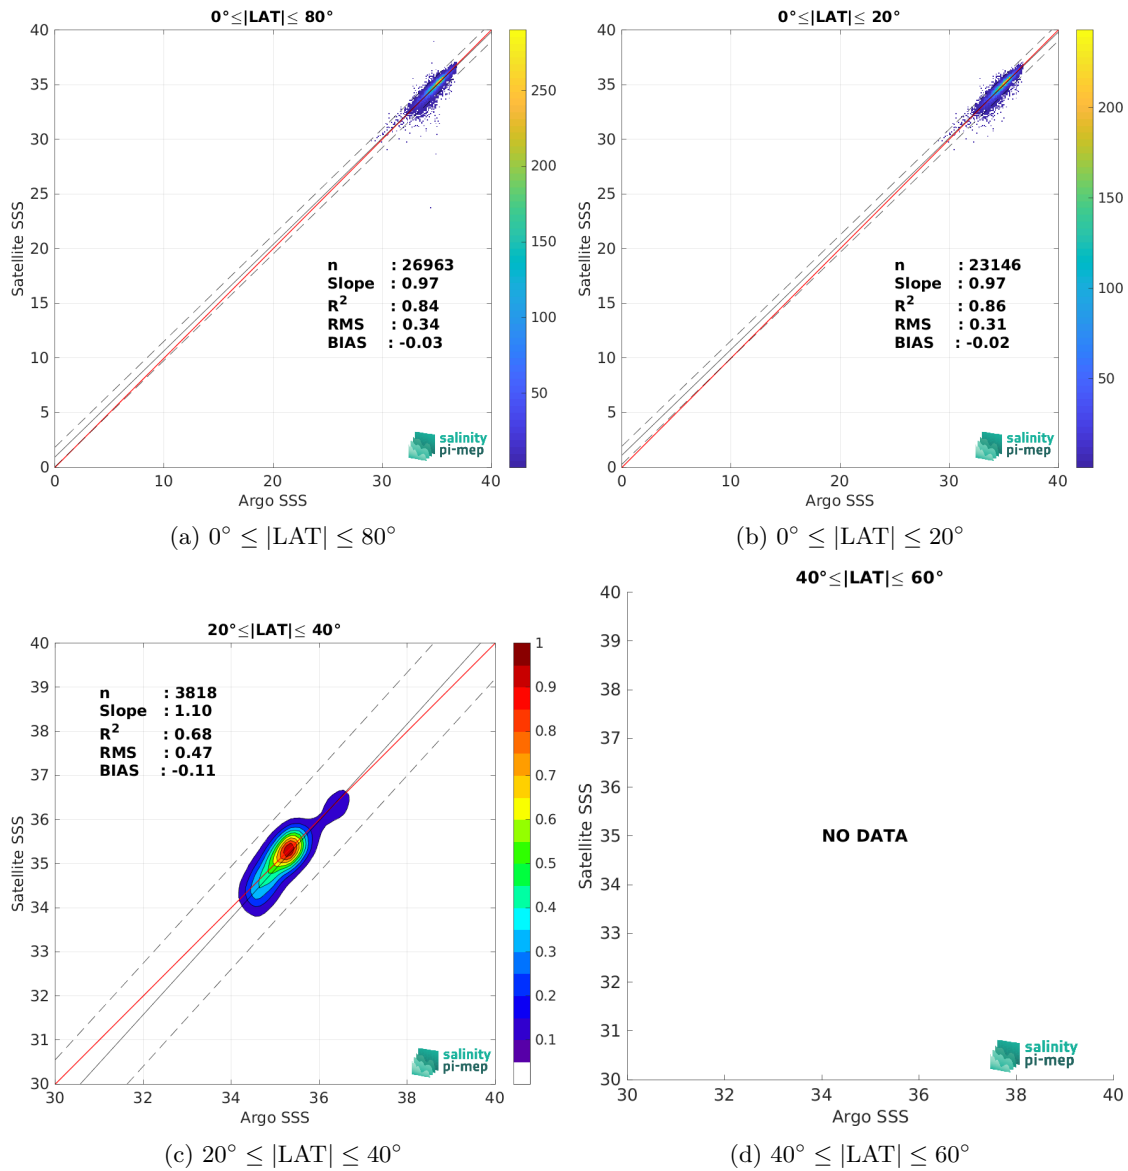 0°≤|LAT|≤ 80°
40
35
30
25
20
15
10
5
0
Satellite SSS
n : 26963
Slope : 0.97
R2 : 0.84
RMS : 0.34
BIAS : -0.03
salinity
pi-mep
0 10 20 30 40
Argo SSS
250
200
150
100
50
(a) 0° ≤ |LAT| ≤ 80°
0°≤|LAT|≤ 20°
40
35
30
25
20
15
10
5
0
Satellite SSS
n : 23146
Slope : 0.97
R2 : 0.86
RMS : 0.31
BIAS : -0.02
salinity
pi-mep
0 10 20 30 40
Argo SSS
200
150
100
50
(b) 0° ≤ |LAT| ≤ 20°
20°≤|LAT|≤ 40°
40
39
38
37
36
35
34
33
32
31
30
Satellite SSS
n : 3818
Slope : 1.10
R2 : 0.68
RMS : 0.47
BIAS : -0.11
salinity
pi-mep
30 32 34 36 38 40
Argo SSS
1
0.9
0.8
0.7
0.6
0.5
0.4
0.3
0.2
0.1
(c) 20° ≤ |LAT| ≤ 40°
40°≤|LAT|≤ 60°
40
39
38
37
36
35
34
33
32
31
30
Satellite SSS
NO DATA
salinity
pi-mep
30 32 34 36 38 40
Argo SSS
(d) 40° ≤ |LAT| ≤ 60°